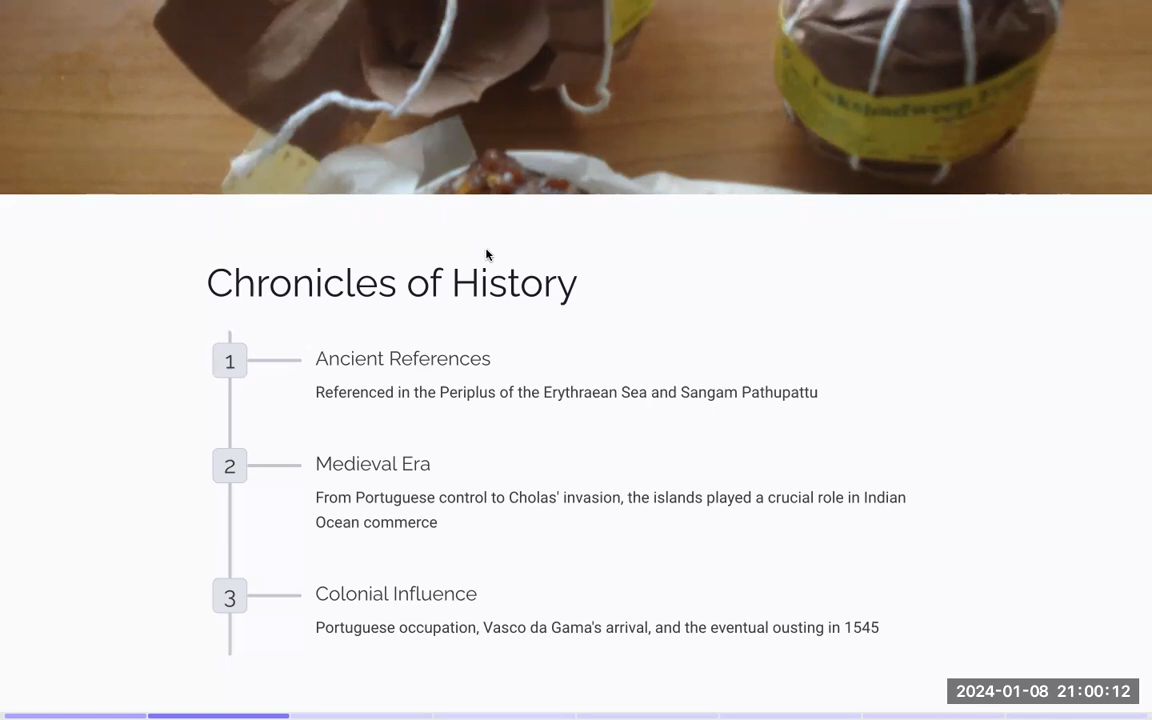 Lakshadweep
Chronicles of History
1
Ancient References
Referenced in the Periplus of the Erythraean Sea and Sangam Pathupattu
2
Medieval Era
From Portuguese control to Cholas' invasion, the islands played a crucial role in Indian
Ocean commerce
3
Colonial Influence
Portuguese occupation, Vasco da Gama's arrival, and the eventual ousting in 1545
2024-01-08 21:00:12